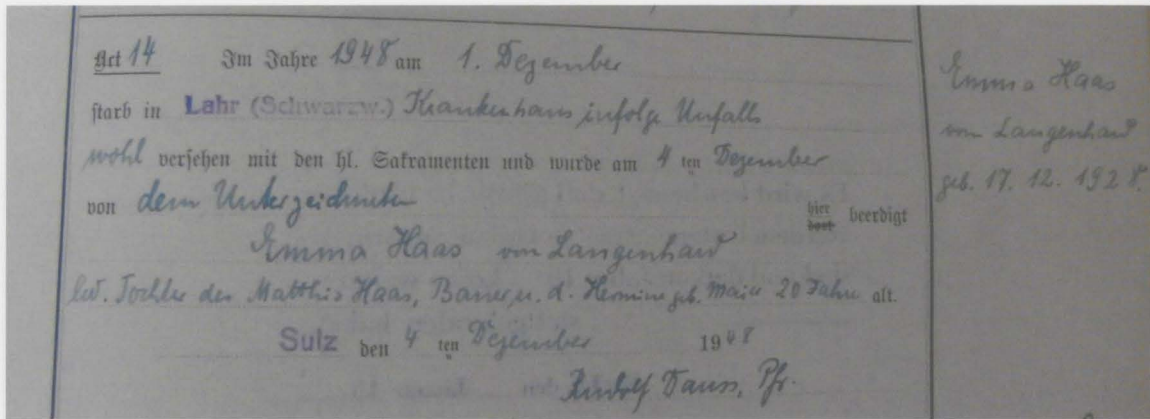 Act 14 Im Jahre 1948 am 1. Dezember
starb in Lahr (Schwarzw.) Krankenhaus infolge Unfalls
wohl versehen mit den hl. Sakramenten und wurde am 4 ten Dezember
von dem Unterzeichneten hier dort beerdigt
Emma Haas von Langenhard
led. Tochter des Matthis Haas, Bauer u. d. Hermine geb. Maier 20 Jahre alt.
Sulz den 4 ten Dezember 1948
Rudolf Dauss, Pfr.
Emma Haas
von Langenhard
geb. 17. 12. 1928.